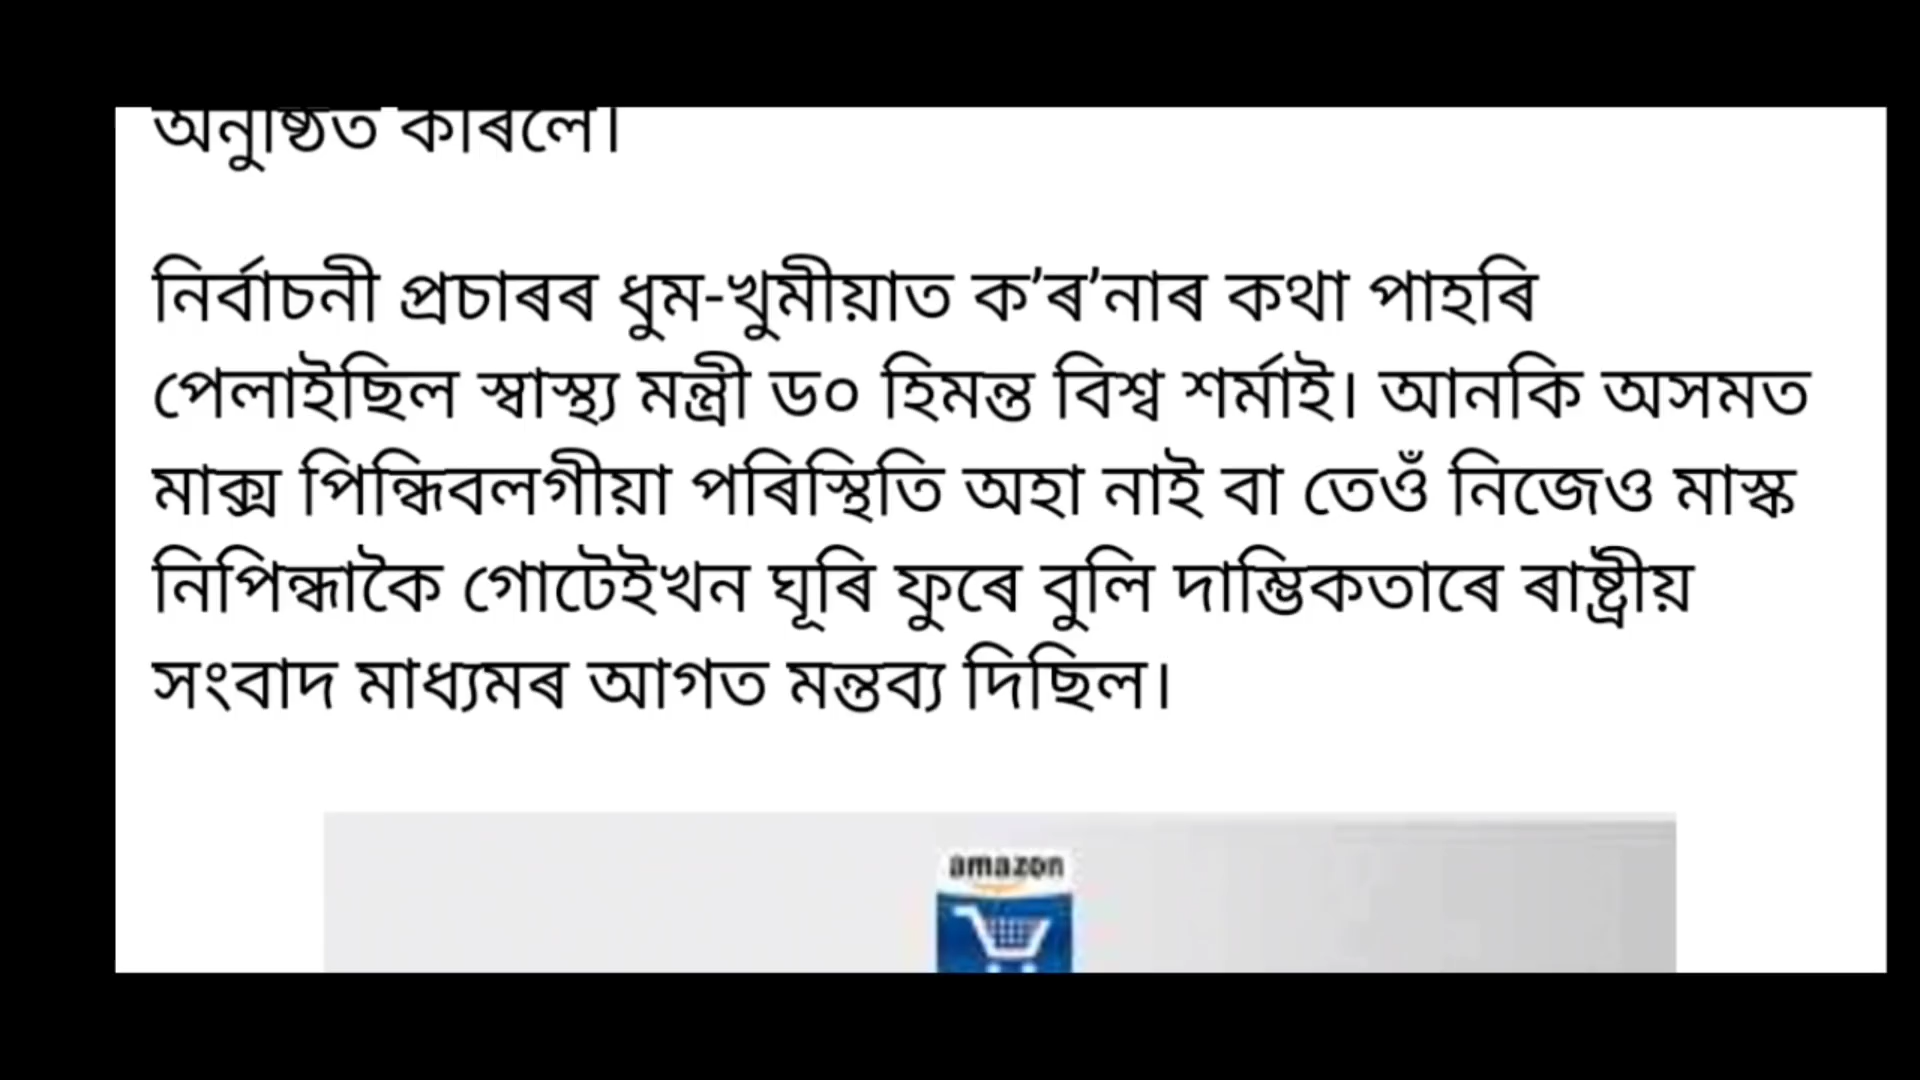 অনুষ্ঠিত কৰিলে।
নিৰ্বাচনী প্ৰচাৰৰ ধুম-খুমীয়াত ক’ৰ’নাৰ কথা পাহৰি
পেলাইছিল স্বাস্থ্য মন্ত্ৰী ড০ হিমন্ত বিশ্ব শৰ্মাই। আনকি অসমত
মাক্স পিন্ধিবলগীয়া পৰিস্থিতি অহা নাই বা তেওঁ নিজেও মাস্ক
নিপিন্ধাকৈ গোটেইখন ঘূৰি ফুৰে বুলি দাম্ভিকতাৰে ৰাষ্ট্ৰীয়
সংবাদ মাধ্যমৰ আগত মন্তব্য দিছিল।
amazon